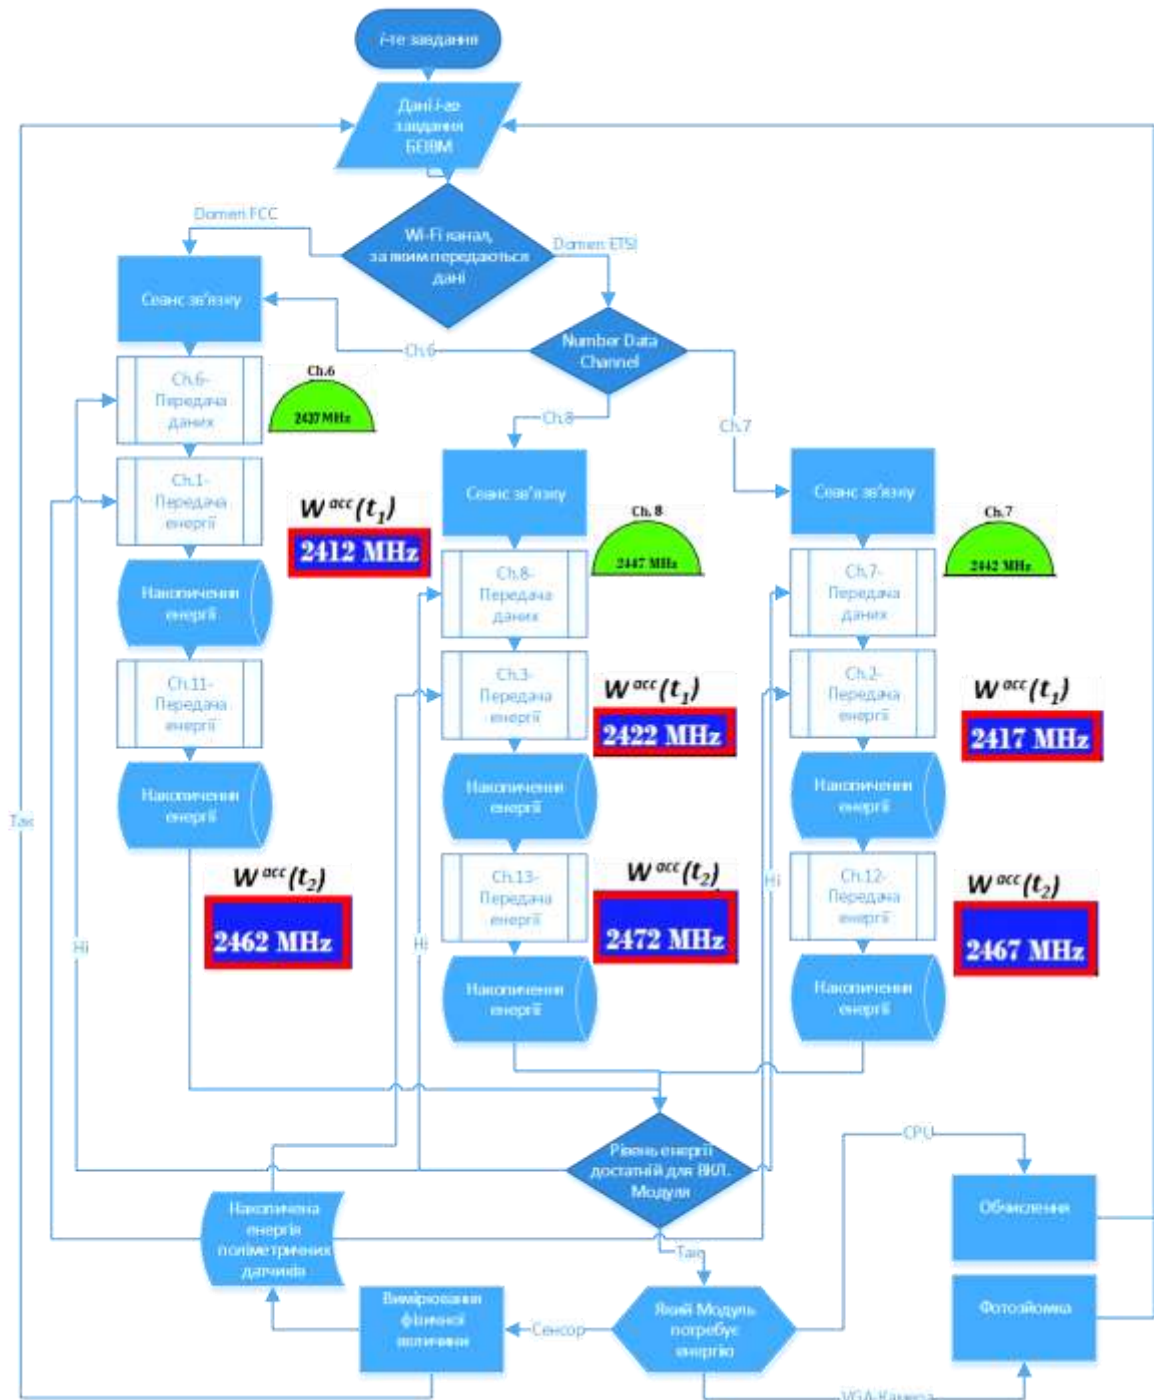 i-те завдання
Дані i-го
завдання
БЕІВМ
Domen FCC
Wi-Fi канал,
за яким передаються
дані
Domen ETSI
Сеанс зв'язку
Ch.6
Number Data
Channel
Ch.6-
Передача
даних
Ch.6
2437 MHz
Ch.8
Ch.7
Ch.1-
Передача
енергії
W acc(t1)
2412 MHz
Сеанс зв'язку
Ch. 8
2447 MHz
Сеанс зв'язку
Ch.7
2442 MHz
Накопичення
енергії
Ch.8-
Передача
даних
Ch.7-
Передача
даних
Ch.11-
Передача
енергії
Ch.3-
Передача
енергії
W acc(t1)
2422 MHz
Ch.2-
Передача
енергії
W acc(t1)
2417 MHz
Накопичення
енергії
Накопичення
енергії
Накопичення
енергії
Так
W acc(t2)
2462 MHz
Ch.13-
Передача
енергії
W acc(t2)
2472 MHz
Ні
Ch.12-
Передача
енергії
W acc(t2)
2467 MHz
Ні
Ні
Накопичення
енергії
Накопичення
енергії
Рівень енергії
достатній для ВКЛ.
Модуля
CPU
Накопичена
енергія
поліметричних
датчиків
Обчислення
Так
Вимірювання
фізичної
величини
Сенсор
Який Модуль
потребує
енергію
Фотозйомка
VGA-Камера